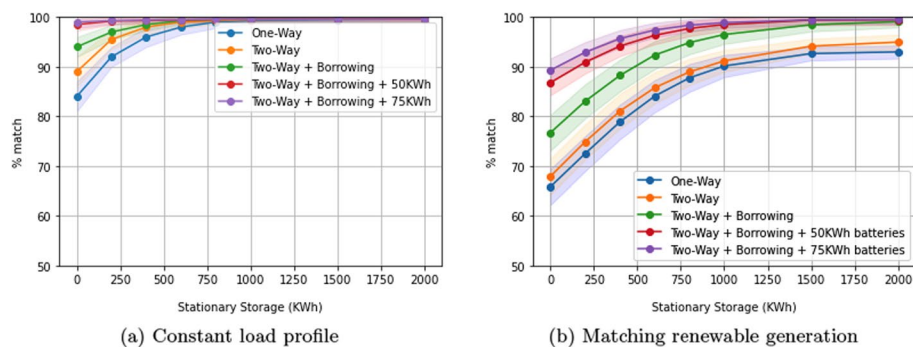 100
90
80
70
60
50
% match
One-Way
Two-Way
Two-Way + Borrowing
Two-Way + Borrowing + 50KWh
Two-Way + Borrowing + 75KWh
0 250 500 750 1000 1250 1500 1750 2000
Stationary Storage (KWh)
(a) Constant load profile
100
90
80
70
60
50
% match
One-Way
Two-Way
Two-Way + Borrowing
Two-Way + Borrowing + 50KWh batteries
Two-Way + Borrowing + 75KWh batteries
0 250 500 750 1000 1250 1500 1750 2000
Stationary Storage (KWh)
(b) Matching renewable generation